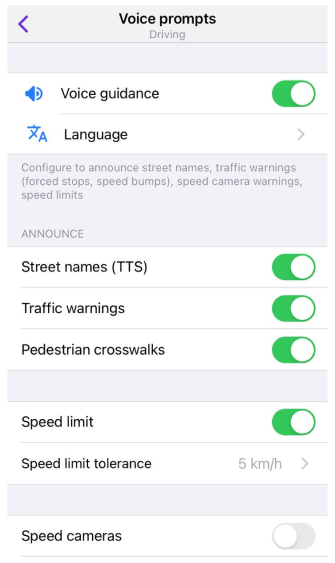 Voice prompts
Driving
Voice guidance
Language
Configure to announce street names, traffic warnings
(forced stops, speed bumps), speed camera warnings,
speed limits
ANNOUNCE
Street names (TTS)
Traffic warnings
Pedestrian crosswalks
Speed limit
Speed limit tolerance 5 km/h
Speed cameras